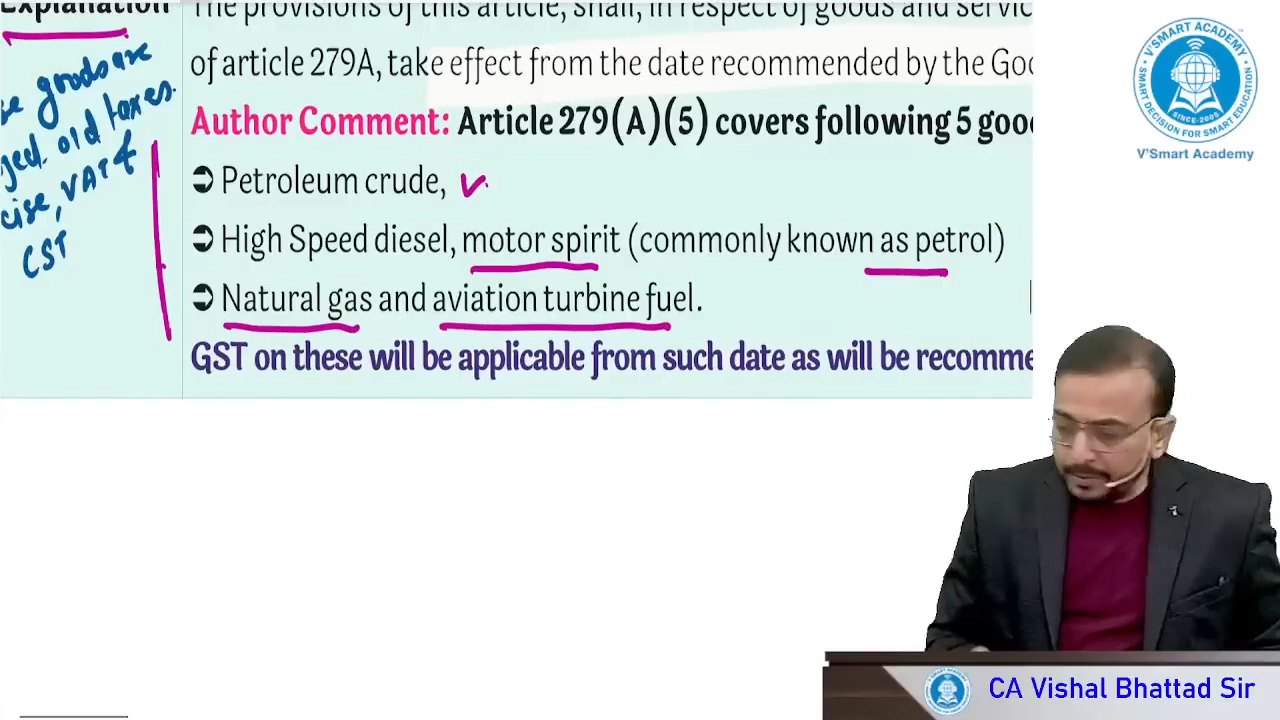 Explanation
The provisions of this article, shall, in respect of goods and servic
of article 279A, take effect from the date recommended by the Goo
Author Comment: Article 279(A)(5) covers following 5 goo
➲ Petroleum crude,
➲ High Speed diesel, motor spirit (commonly known as petrol)
➲ Natural gas and aviation turbine fuel.
GST on these will be applicable from such date as will be recomme
se goods are
ged old taxes.
cise, VAT &
CST
V'SMART ACADEMY
SINCE-2005
SMART DECISION FOR SMART EDUCATION
V'Smart Academy
CA Vishal Bhattad Sir